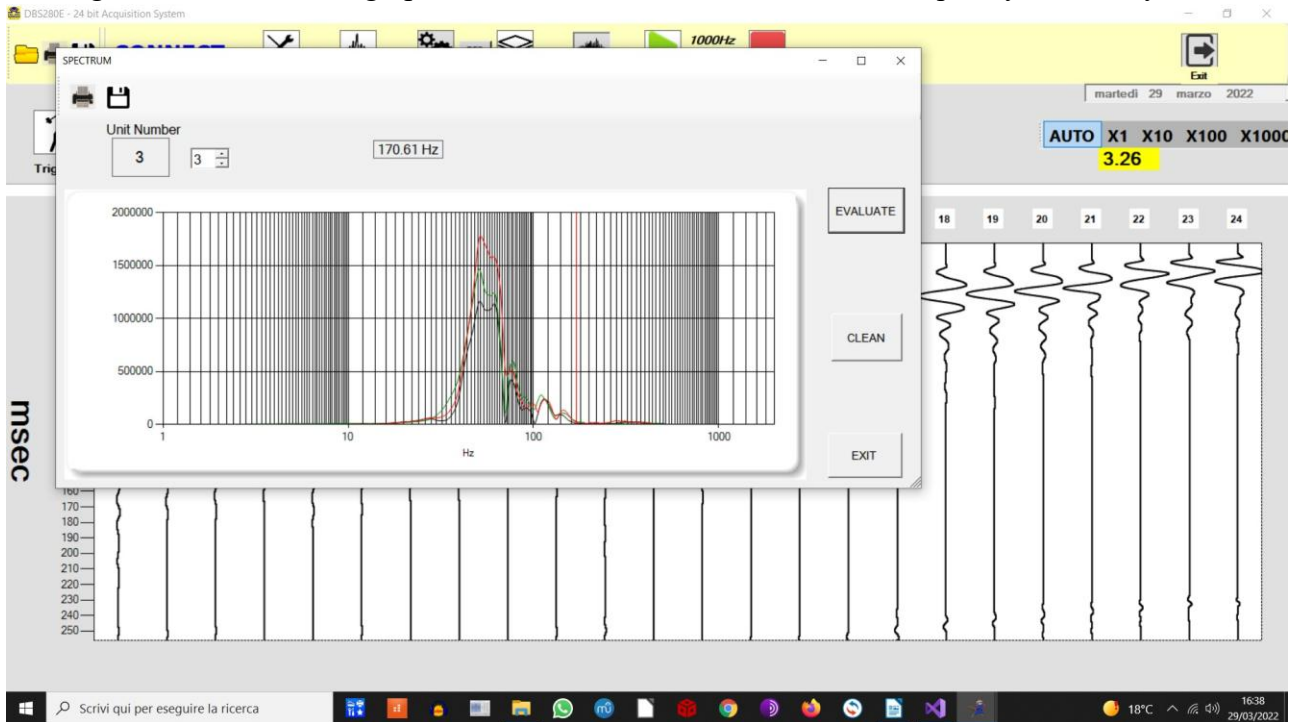 DBS280E - 24 bit Acquisition System
1000Hz
Exit
SPECTRUM
martedì 29 marzo 2022
Unit Number
3
3
170.61 Hz
AUTO X1 X10 X100 X1000
3.26
EVALUATE
CLEAN
EXIT
2000000
1500000
1000000
500000
0
1 10 100 1000
Hz
18 19 20 21 22 23 24
msec
160
170
180
190
200
210
220
230
240
250
Scrivi qui per eseguire la ricerca
18°C
16:38
29/03/2022